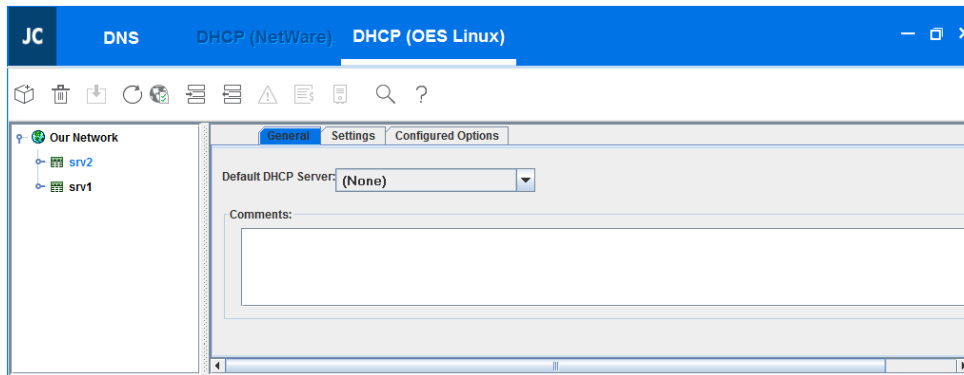 JC DNS DHCP (NetWare) DHCP (OES Linux)
?
Our Network
srv2
srv1
General Settings Configured Options
Default DHCP Server: (None)
Comments: